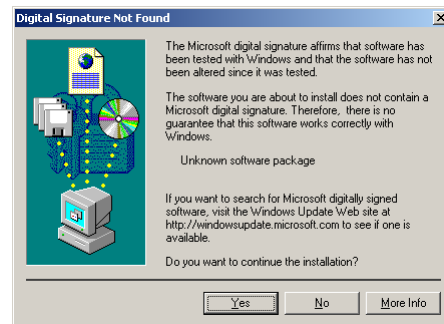 Digital Signature Not Found
The Microsoft digital signature affirms that software has
been tested with Windows and that the software has not
been altered since it was tested.
The software you are about to install does not contain a
Microsoft digital signature. Therefore, there is no
guarantee that this software works correctly with
Windows.
Unknown software package
If you want to search for Microsoft digitally signed
software, visit the Windows Update Web site at
http://windowsupdate.microsoft.com to see if one is
available.
Do you want to continue the installation?
Yes No More Info